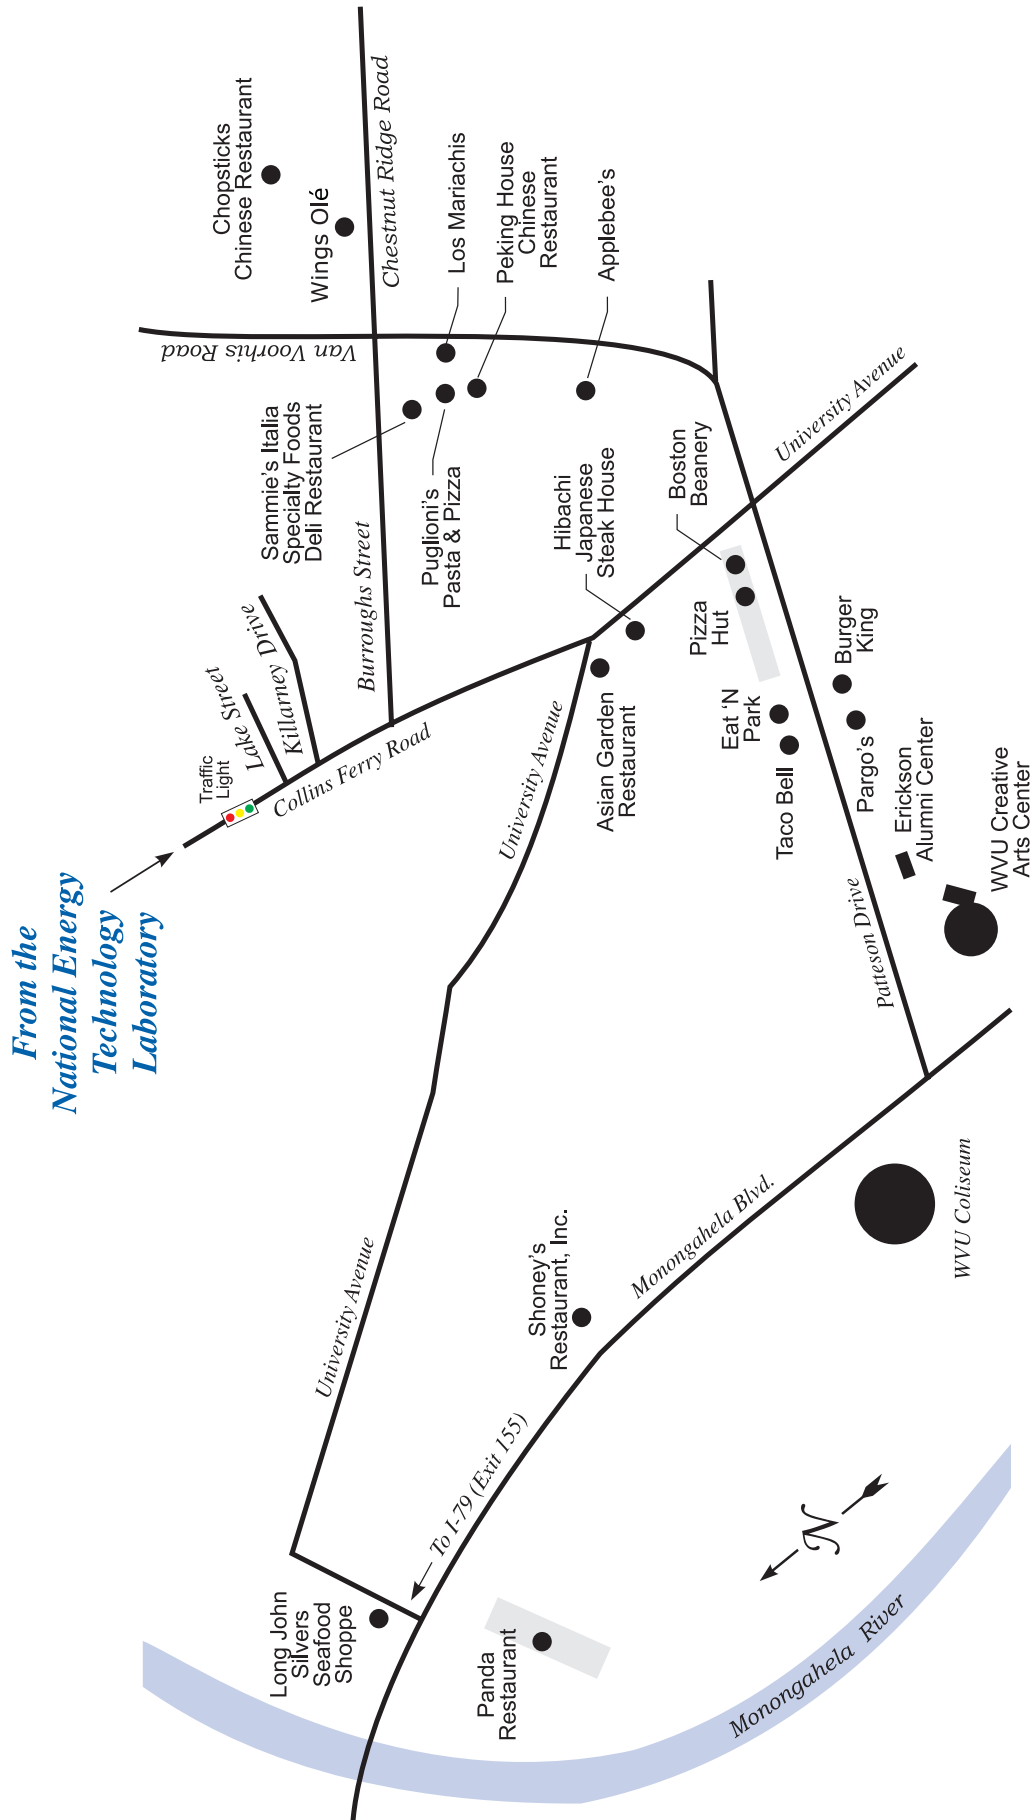 From the
National Energy
Technology
Laboratory
Traffic
Light
Lake Street
Killarney Drive
Collins Ferry Road
Burroughs Street
Van Voorhis Road
Chestnut Ridge Road
Chopsticks
Chinese Restaurant
Wings Olé
Los Mariachis
Peking House
Chinese
Restaurant
Applebee's
Sammie's Italia
Specialty Foods
Deli Restaurant
Puglioni's
Pasta & Pizza
Hibachi
Japanese
Steak House
Boston
Beanery
University Avenue
Pizza
Hut
Asian Garden
Restaurant
University Avenue
Eat ‘N
Park
Taco Bell
Burger
King
Pargo's
Erickson
Alumni Center
WVU Creative
Arts Center
Patteson Drive
University Avenue
Shoney's
Restaurant, Inc.
Monongahela Blvd.
WVU Coliseum
To I-79 (Exit 155)
Long John
Silvers
Seafood
Shoppe
Panda
Restaurant
N
Monongahela River